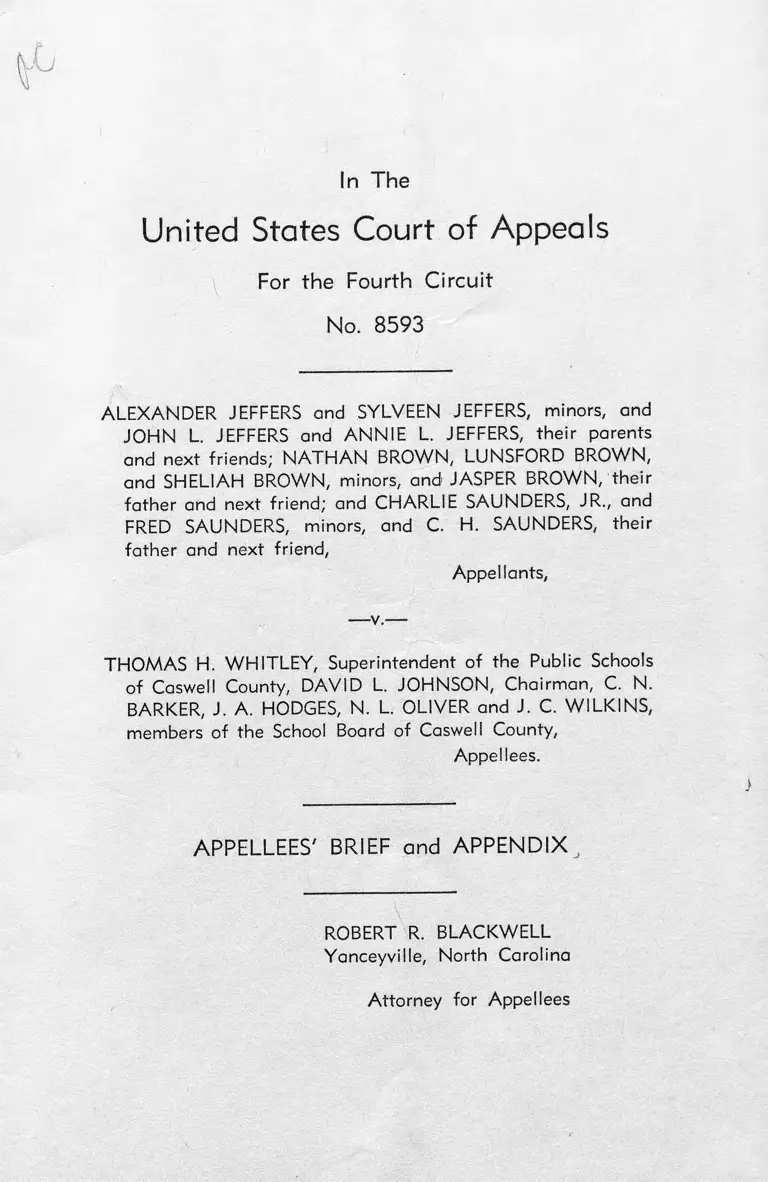 In The
United States Court of Appeals
For the Fourth Circuit
No. 8593
ALEXANDER JEFFERS and SYLVEEN JEFFERS, minors, and
JOHN L. JEFFERS and ANNIE L. JEFFERS, their parents
and next friends; NATHAN BROWN, LUNSFORD BROWN,
and SHELIAH BROWN, minors, and JASPER BROWN, their
father and next friend; and CHARLIE SAUNDERS, JR., and
FRED SAUNDERS, minors, and C. H. SAUNDERS, their
father and next friend,
Appellants,
—v.—
THOMAS H. WHITLEY, Superintendent of the Public Schools
of Caswell County, DAVID L. JOHNSON, Chairman, C. N.
BARKER, J. A. HODGES, N. L. OLIVER and J. C. WILKINS,
members of the School Board of Caswell County,
Appellees.
APPELLEES' BRIEF and APPENDIX
ROBERT R. BLACKWELL
Yanceyville, North Carolina
Attorney for Appellees